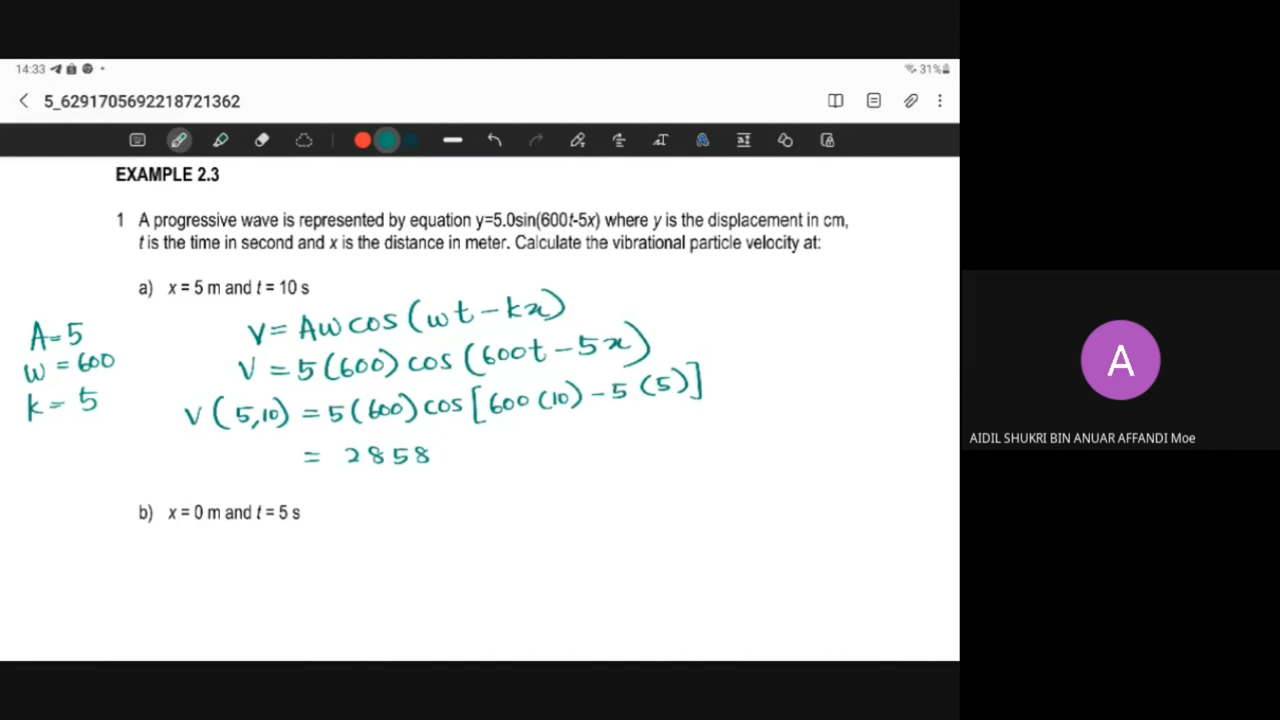 14:33
31%
5_6291705692218721362
EXAMPLE 2.3
1 A progressive wave is represented by equation y=5.0sin(600t-5x) where y is the displacement in cm,
t is the time in second and x is the distance in meter. Calculate the vibrational particle velocity at:
a) x = 5 m and t = 10 s
A=5
w = 600
k = 5
V= Aw cos (wt - kx)
V = 5 (600) cos (600t - 5x)
V (5,10) = 5 (600) cos [600 (10) - 5 (5)]
= 2858
b) x = 0 m and t = 5 s
A
AIDIL SHUKRI BIN ANUAR AFFANDI Moe